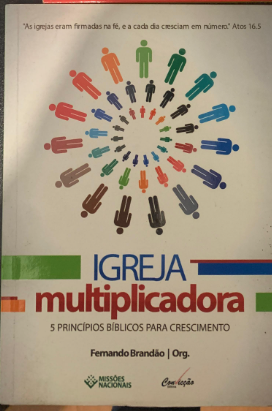 "As igrejas eram firmadas na fé, e a cada dia cresciam em número." Atos 16.5
IGREJA
multiplicadora
5 PRINCÍPIOS BÍBLICOS PARA CRESCIMENTO
Fernando Brandão | Org.
MISSÕES
NACIONAIS
Convicção